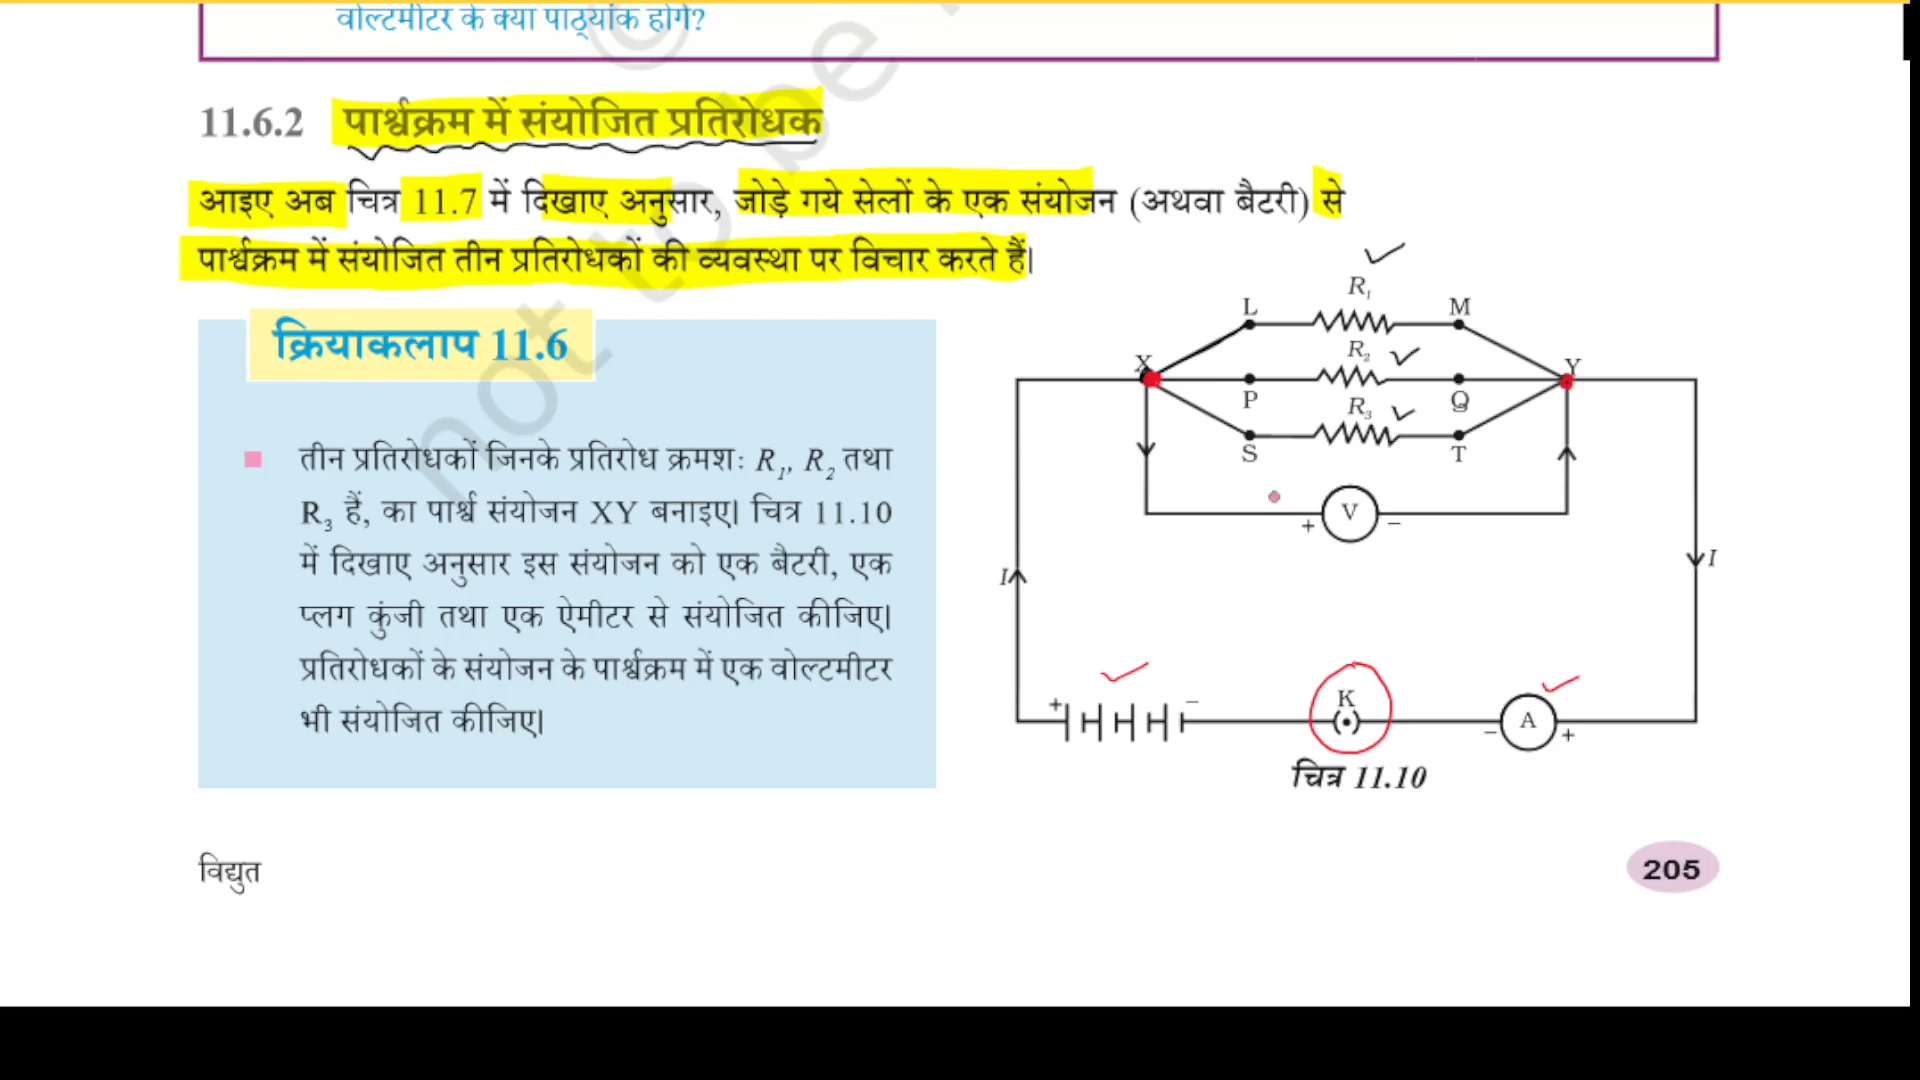 वोल्टमीटर के क्या पाठ्यांक होंगे?
11.6.2 पार्श्वक्रम में संयोजित प्रतिरोधक
आइए अब चित्र 11.7 में दिखाए अनुसार, जोड़े गये सेलों के एक संयोजन (अथवा बैटरी) से
पार्श्वक्रम में संयोजित तीन प्रतिरोधकों की व्यवस्था पर विचार करते हैं।
क्रियाकलाप 11.6
तीन प्रतिरोधकों जिनके प्रतिरोध क्रमशः R₁, R₂ तथा
R₃ हैं, का पार्श्व संयोजन XY बनाइए। चित्र 11.10
में दिखाए अनुसार इस संयोजन को एक बैटरी, एक
प्लग कुंजी तथा एक ऐमीटर से संयोजित कीजिए।
प्रतिरोधकों के संयोजन के पार्श्वक्रम में एक वोल्टमीटर
भी संयोजित कीजिए।
R₁
L M
R₂
X Y
P Q
R₃
S T
+ V −
I I
+ − K − A +
चित्र 11.10
विद्युत
205
not to be
©